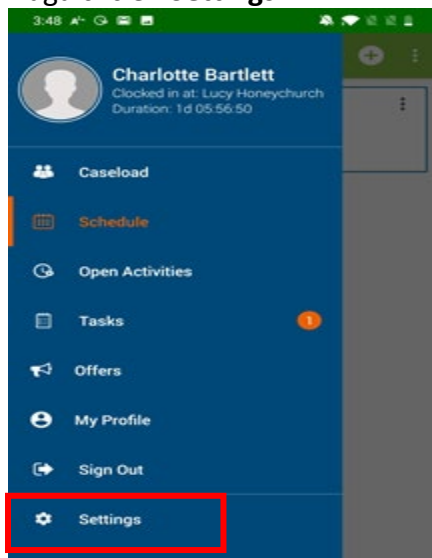 3:48
Charlotte Bartlett
Clocked in at: Lucy Honeychurch
Duration: 1d 05:56:50
Caseload
Schedule
Open Activities
Tasks 1
Offers
My Profile
Sign Out
Settings